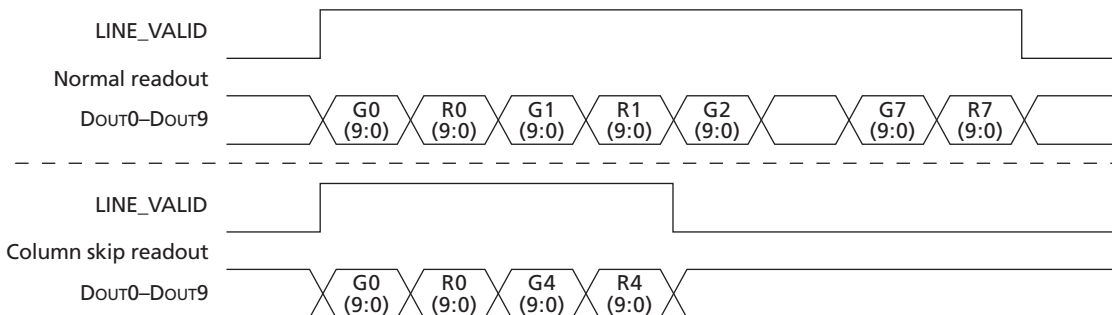 LINE_VALID
Normal readout
DOUT0–DOUT9
G0 (9:0) R0 (9:0) G1 (9:0) R1 (9:0) G2 (9:0) G7 (9:0) R7 (9:0)
LINE_VALID
Column skip readout
DOUT0–DOUT9
G0 (9:0) R0 (9:0) G4 (9:0) R4 (9:0)